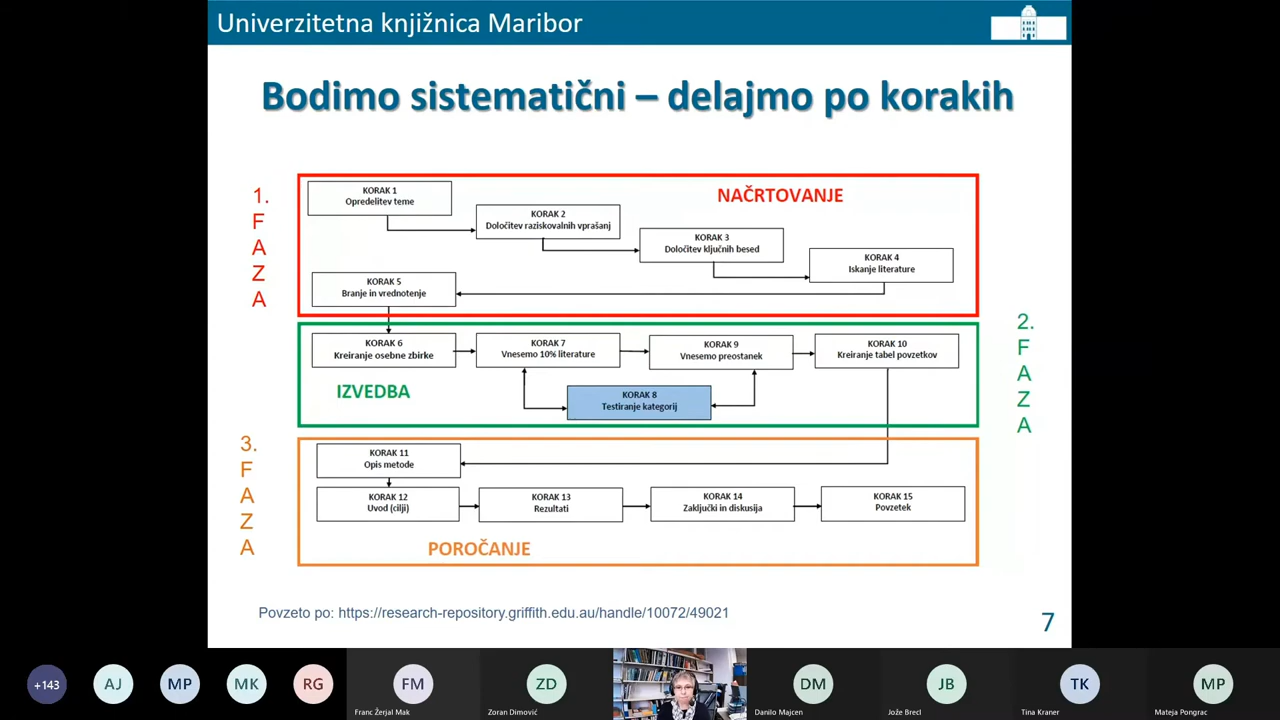 Univerzitetna knjižnica Maribor
Bodimo sistematični – delajmo po korakih
1.
F
A
Z
A
NAČRTOVANJE
KORAK 1
Opredelitev teme
KORAK 2
Določitev raziskovalnih vprašanj
KORAK 3
Določitev ključnih besed
KORAK 4
Iskanje literature
KORAK 5
Branje in vrednotenje
2.
F
A
Z
A
KORAK 6
Kreiranje osebne zbirke
KORAK 7
Vnesemo 10% literature
KORAK 9
Vnesemo preostanek
KORAK 10
Kreiranje tabel povzetkov
IZVEDBA
KORAK 8
Testiranje kategorij
3.
F
A
Z
A
KORAK 11
Opis metode
KORAK 12
Uvod (cilji)
KORAK 13
Rezultati
KORAK 14
Zaključki in diskusija
KORAK 15
Povzetek
POROČANJE
Povzeto po: https://research-repository.griffith.edu.au/handle/10072/49021
7
+143
AJ
MP
MK
RG
FM
Franc Žerjal Mak
ZD
Zoran Dimović
DM
Danilo Majcen
JB
Jože Brecl
TK
Tina Kraner
MP
Mateja Pongrac